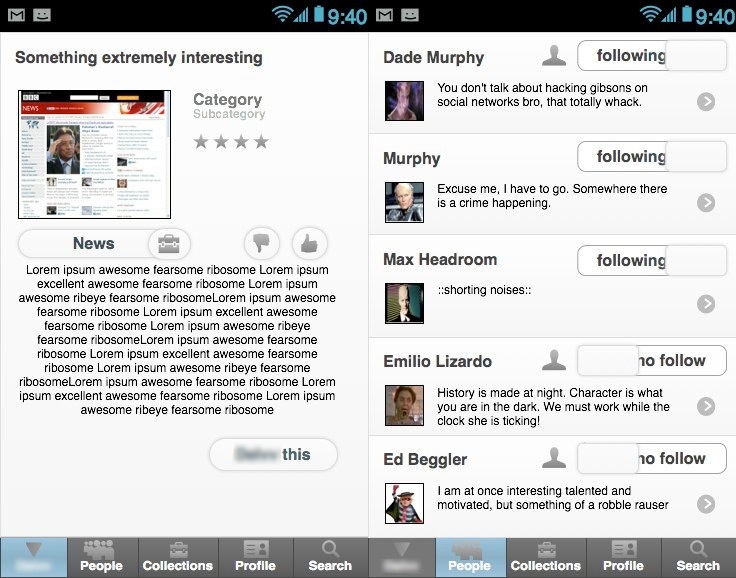 9:40
Something extremely interesting
BBC
NEWS
Category
Subcategory
News
Lorem ipsum awesome fearsome ribosome Lorem ipsum
excellent awesome fearsome ribosome Lorem ipsum
awesome ribeye fearsome ribosomeLorem ipsum awesome
fearsome ribosome Lorem ipsum excellent awesome
fearsome ribosome Lorem ipsum awesome ribeye
fearsome ribosomeLorem ipsum awesome fearsome
ribosome Lorem ipsum excellent awesome fearsome
ribosome Lorem ipsum awesome ribeye fearsome
ribosomeLorem ipsum awesome fearsome ribosome Lorem
ipsum excellent awesome fearsome ribosome Lorem ipsum
awesome ribeye fearsome ribosome
this
People
Collections
Profile
Search
9:40
Dade Murphy
following
You don't talk about hacking gibsons on
social networks bro, that totally whack.
Murphy
following
Excuse me, I have to go. Somewhere there
is a crime happening.
Max Headroom
following
::shorting noises::
Emilio Lizardo
no follow
History is made at night. Character is what
you are in the dark. We must work while the
clock she is ticking!
Ed Beggler
no follow
I am at once interesting talented and
motivated, but something of a robble rauser
People
Collections
Profile
Search